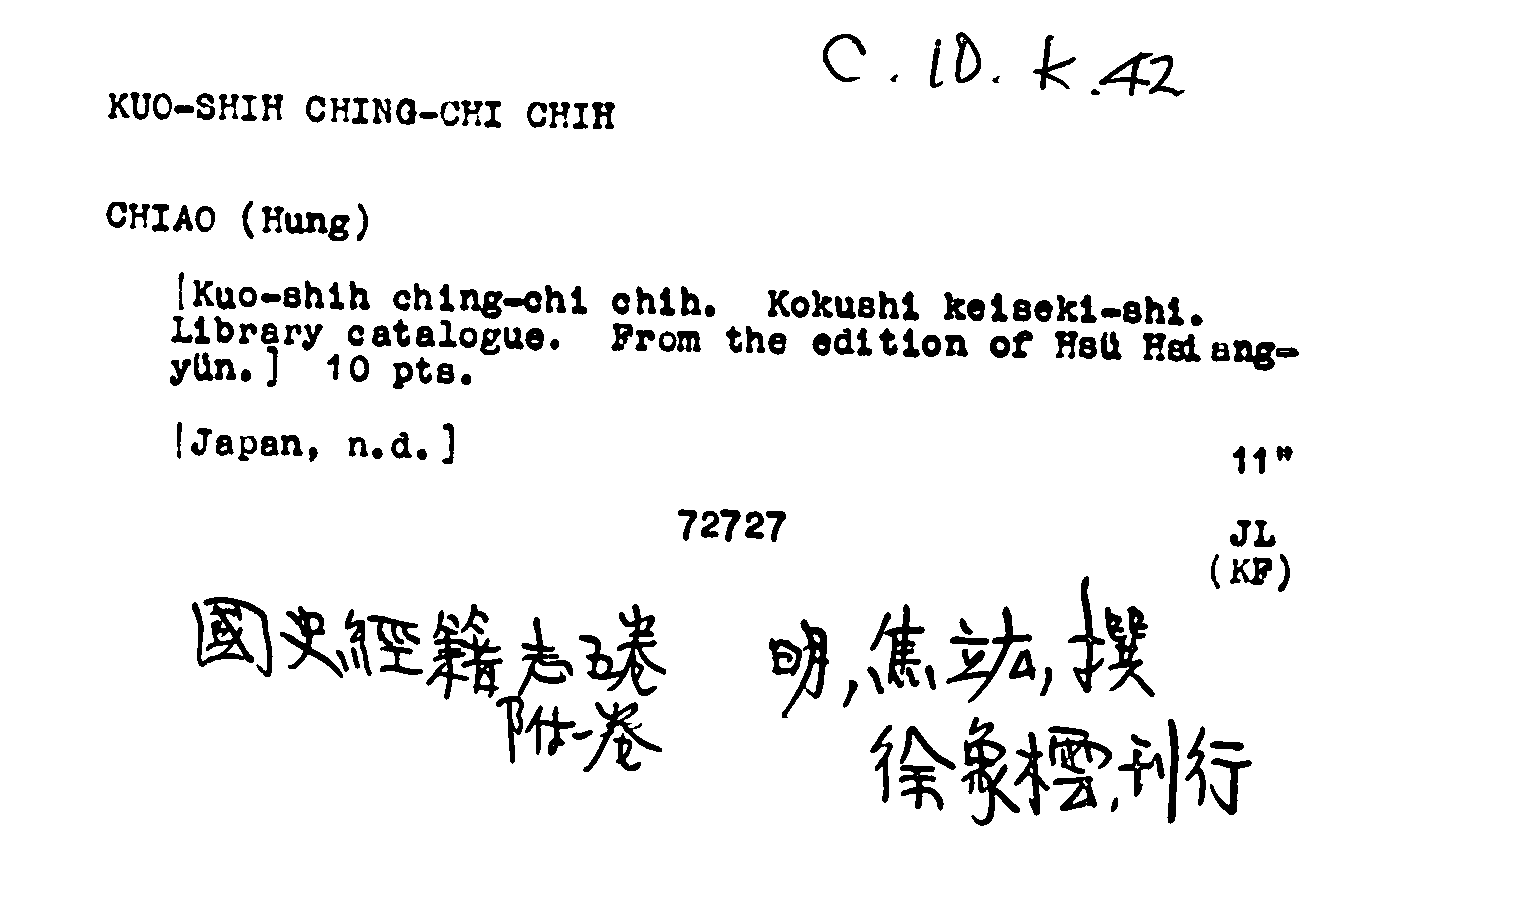 C. 10. k. 42
KUO-SHIH CHING-CHI CHIH
CHIAO (Hung)
[Kuo-shih ching-chi chih. Kokushi keiseki-shi.
Library catalogue. From the edition of Hsü Hsiang-
yün.] 10 pts.
[Japan, n.d.]
11"
72727
JL
(KF)
國史經籍志五卷 明,焦竑,撰
附一卷
徐象橒,刊行